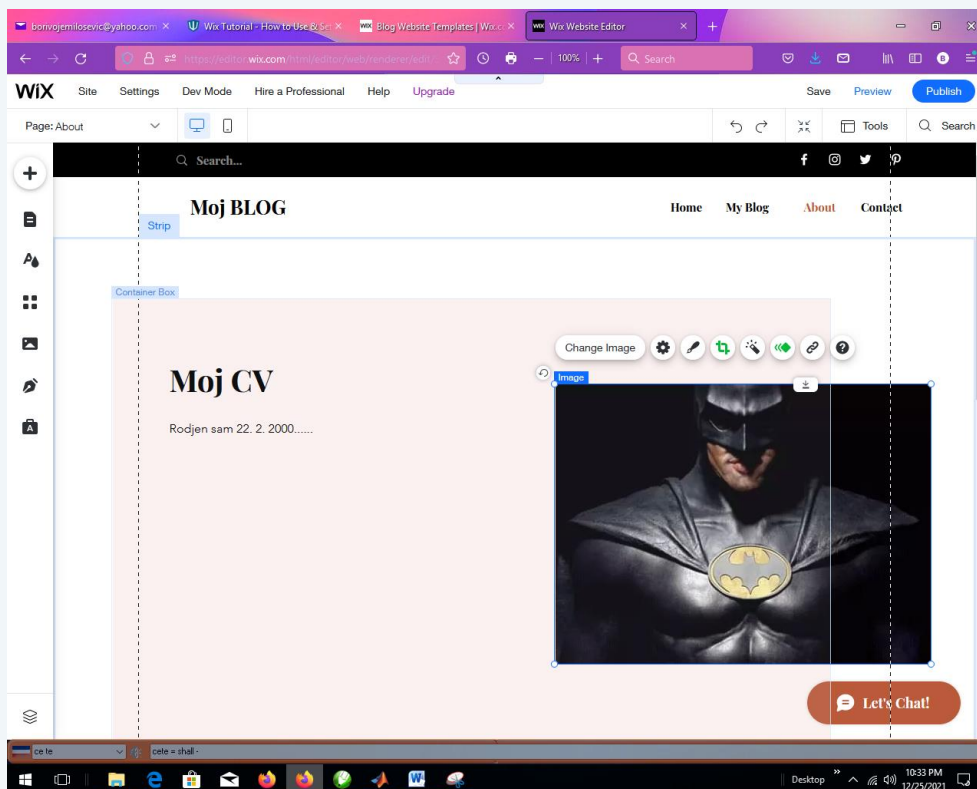 borivojemilosevic@yahoo.com
Wix Tutorial - How to Use & Set
Blog Website Templates | Wix.c
Wix Website Editor
https://editor.wix.com/html/editor/web/renderer/edit/
100%
Search
WiX Site Settings Dev Mode Hire a Professional Help Upgrade Save Preview Publish
Page: About Tools Search
Search...
Moj BLOG Home My Blog About Contact
Strip
Container Box
Change Image
Image
Moj CV
Rodjen sam 22. 2. 2000......
Let's Chat!
ce te cete = shall -
Desktop 10:33 PM
12/25/2021